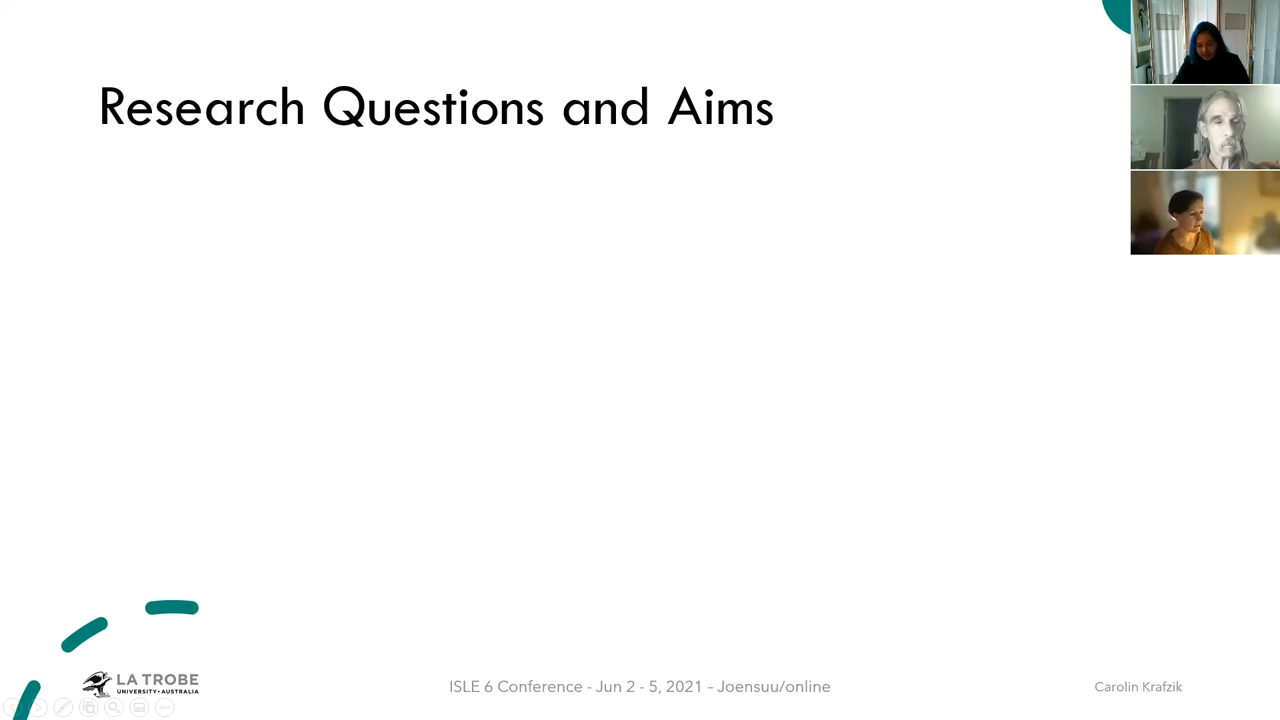 Research Questions and Aims
LA TROBE
UNIVERSITY • AUSTRALIA
ISLE 6 Conference - Jun 2 - 5, 2021 – Joensuu/online
Carolin Krafzik